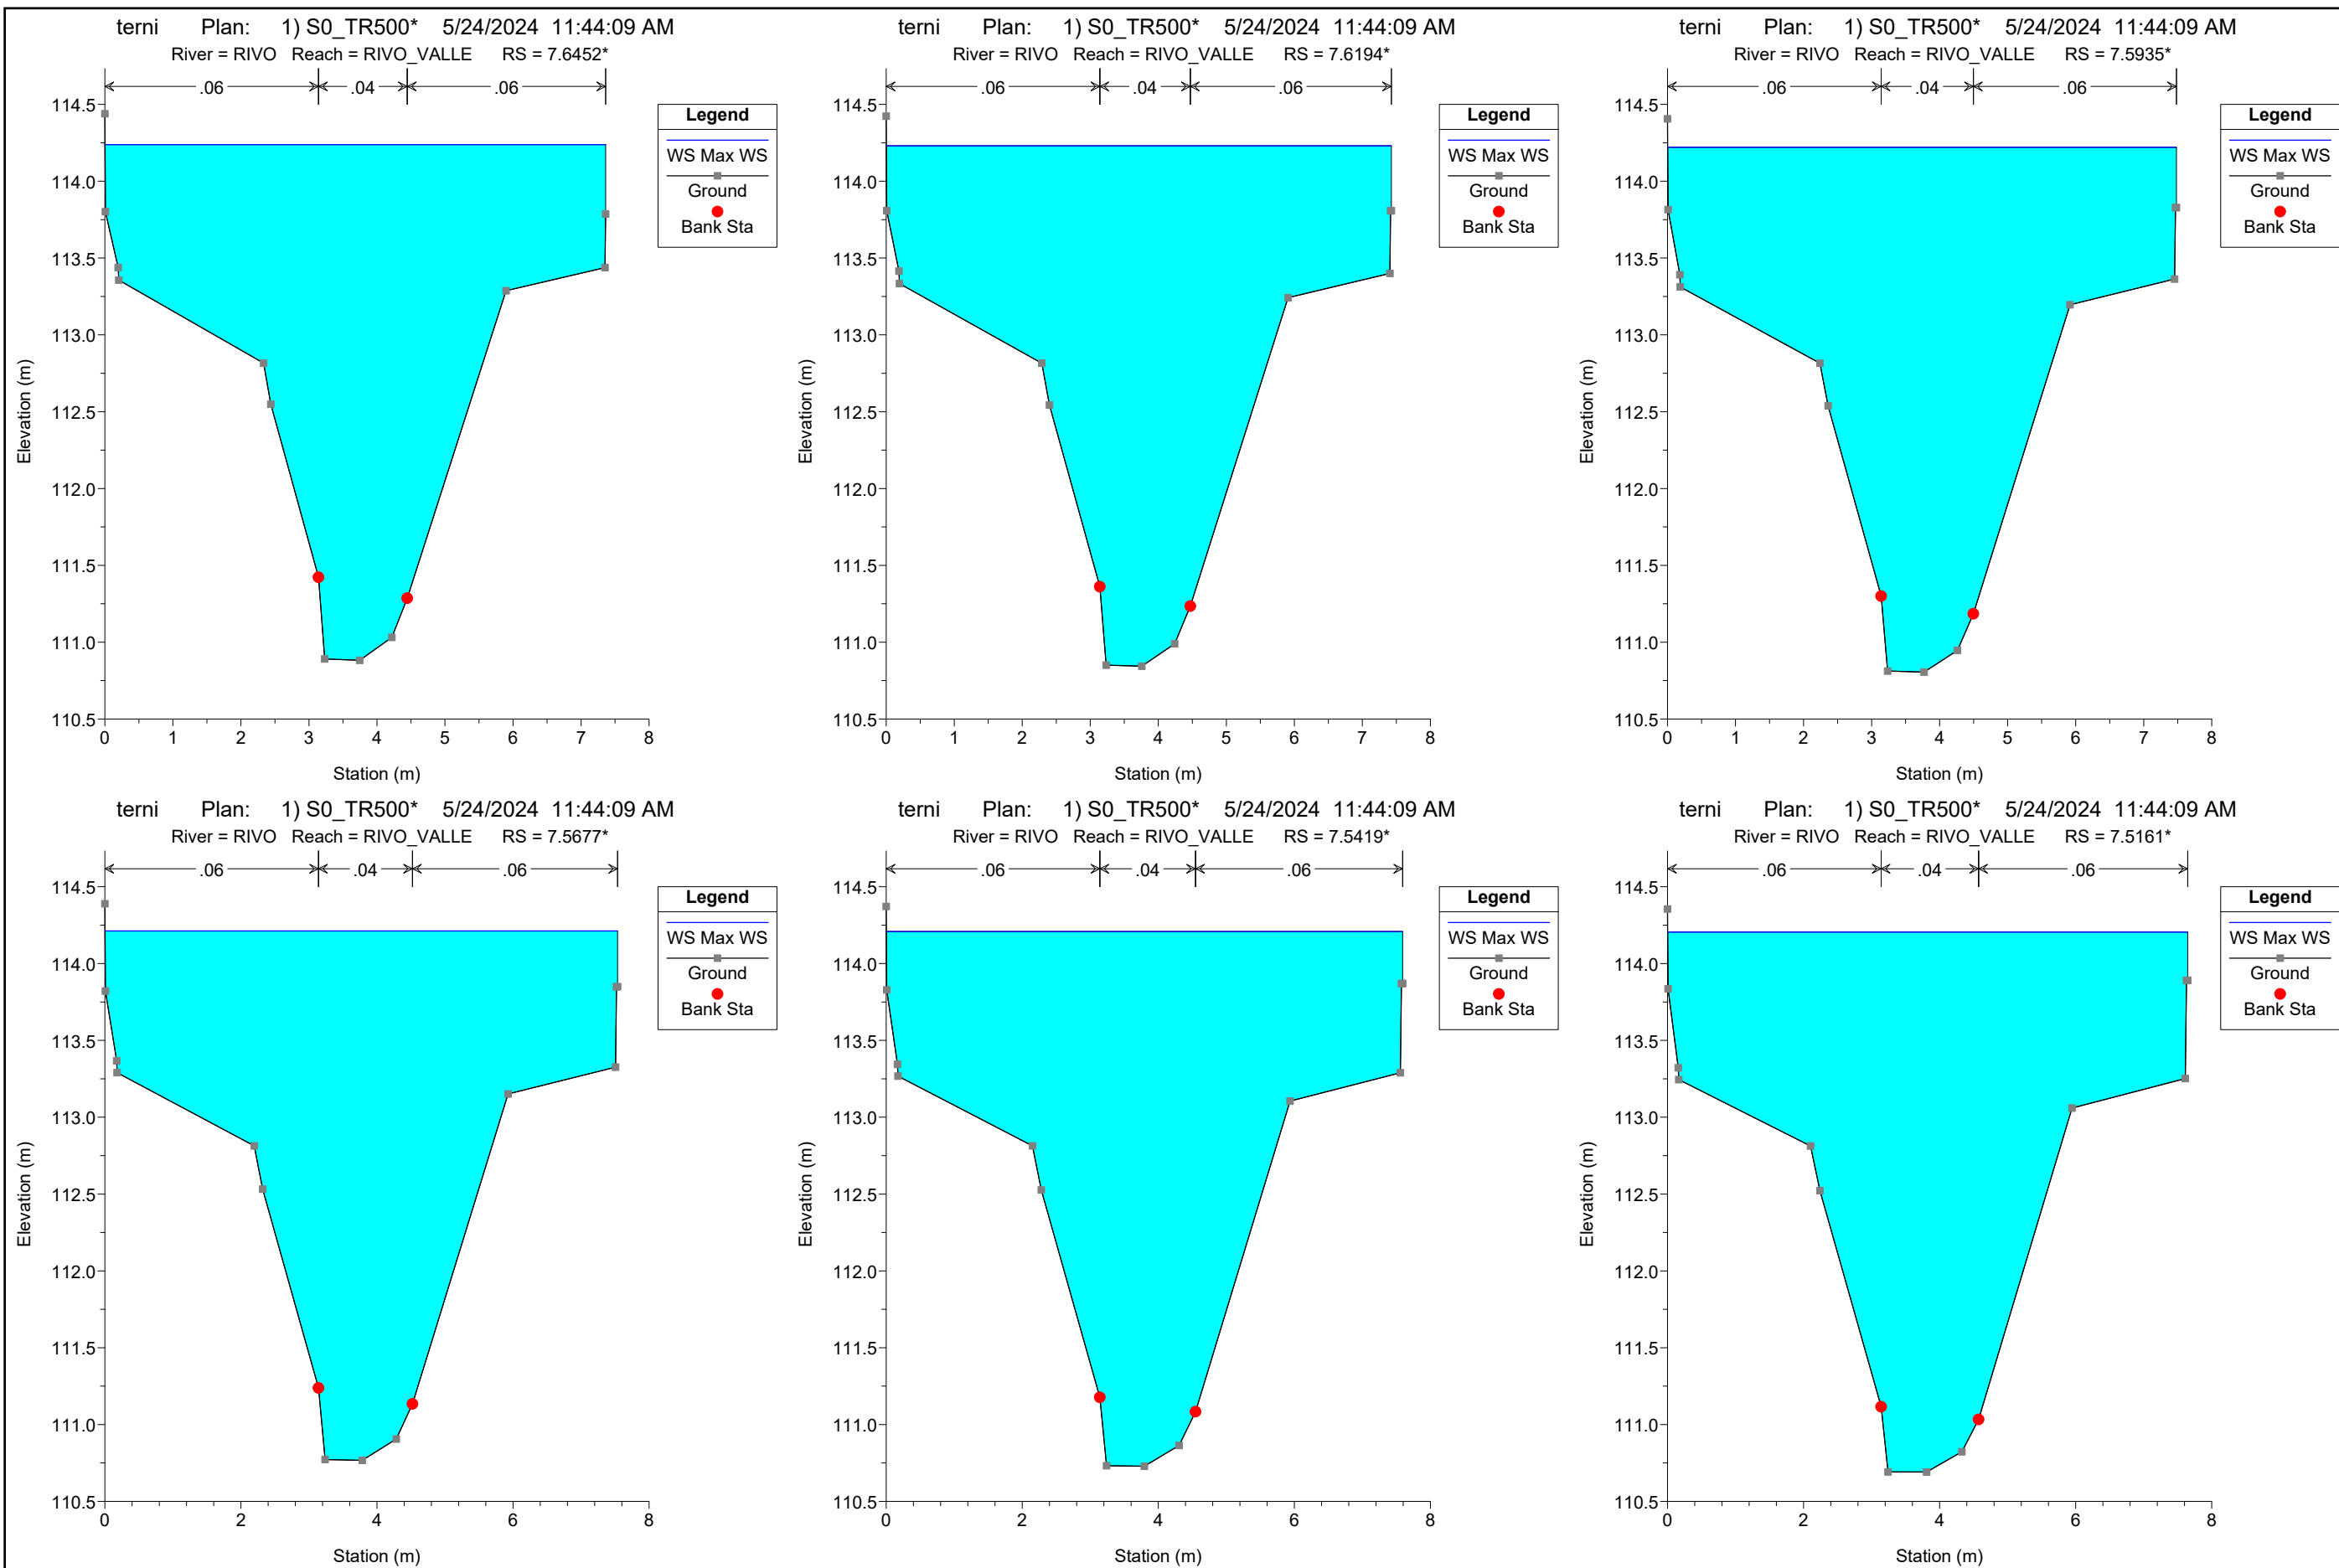 terni Plan: 1) S0_TR500* 5/24/2024 11:44:09 AM
River = RIVO Reach = RIVO_VALLE RS = 7.6452*
.06 .04 .06
Legend
WS Max WS
Ground
Bank Sta
114.5
114.0
113.5
113.0
112.5
112.0
111.5
111.0
110.5
Elevation (m)
0 1 2 3 4 5 6 7 8
Station (m)
terni Plan: 1) S0_TR500* 5/24/2024 11:44:09 AM
River = RIVO Reach = RIVO_VALLE RS = 7.6194*
.06 .04 .06
Legend
WS Max WS
Ground
Bank Sta
114.5
114.0
113.5
113.0
112.5
112.0
111.5
111.0
110.5
Elevation (m)
0 1 2 3 4 5 6 7 8
Station (m)
terni Plan: 1) S0_TR500* 5/24/2024 11:44:09 AM
River = RIVO Reach = RIVO_VALLE RS = 7.5935*
.06 .04 .06
Legend
WS Max WS
Ground
Bank Sta
114.5
114.0
113.5
113.0
112.5
112.0
111.5
111.0
110.5
Elevation (m)
0 1 2 3 4 5 6 7 8
Station (m)
terni Plan: 1) S0_TR500* 5/24/2024 11:44:09 AM
River = RIVO Reach = RIVO_VALLE RS = 7.5677*
.06 .04 .06
Legend
WS Max WS
Ground
Bank Sta
114.5
114.0
113.5
113.0
112.5
112.0
111.5
111.0
110.5
Elevation (m)
0 2 4 6 8
Station (m)
terni Plan: 1) S0_TR500* 5/24/2024 11:44:09 AM
River = RIVO Reach = RIVO_VALLE RS = 7.5419*
.06 .04 .06
Legend
WS Max WS
Ground
Bank Sta
114.5
114.0
113.5
113.0
112.5
112.0
111.5
111.0
110.5
Elevation (m)
0 2 4 6 8
Station (m)
terni Plan: 1) S0_TR500* 5/24/2024 11:44:09 AM
River = RIVO Reach = RIVO_VALLE RS = 7.5161*
.06 .04 .06
Legend
WS Max WS
Ground
Bank Sta
114.5
114.0
113.5
113.0
112.5
112.0
111.5
111.0
110.5
Elevation (m)
0 2 4 6 8
Station (m)